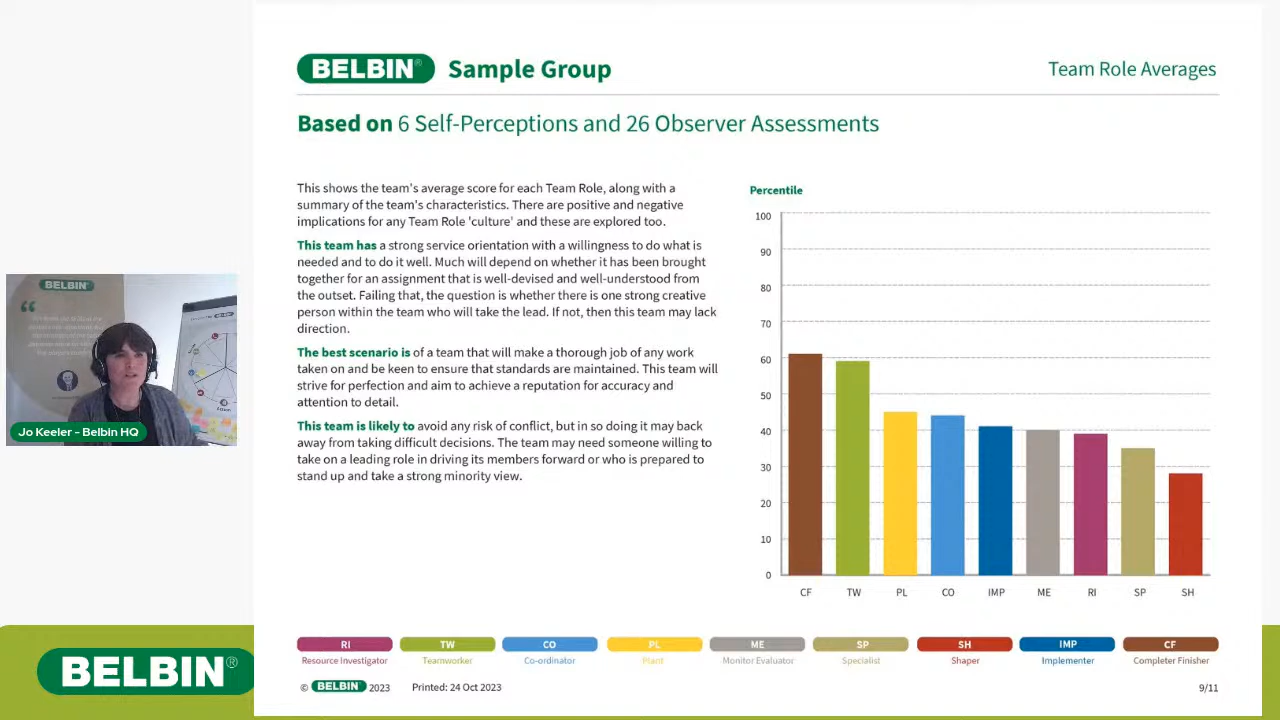 BELBIN® Sample Group
Team Role Averages
Based on 6 Self-Perceptions and 26 Observer Assessments
This shows the team's average score for each Team Role, along with a
summary of the team's characteristics. There are positive and negative
implications for any Team Role 'culture' and these are explored too.
This team has a strong service orientation with a willingness to do what is
needed and to do it well. Much will depend on whether it has been brought
together for an assignment that is well-devised and well-understood from
the outset. Failing that, the question is whether there is one strong creative
person within the team who will take the lead. If not, then this team may lack
direction.
The best scenario is of a team that will make a thorough job of any work
taken on and be keen to ensure that standards are maintained. This team will
strive for perfection and aim to achieve a reputation for accuracy and
attention to detail.
This team is likely to avoid any risk of conflict, but in so doing it may back
away from taking difficult decisions. The team may need someone willing to
take on a leading role in driving its members forward or who is prepared to
stand up and take a strong minority view.
Percentile
100
90
80
70
60
50
40
30
20
10
0
CF TW PL CO IMP ME RI SP SH
BELBIN
Jo Keeler - Belbin HQ
RI TW CO PL ME SP SH IMP CF
Resource Investigator Teamworker Co-ordinator Plant Monitor Evaluator Specialist Shaper Implementer Completer Finisher
© BELBIN® 2023 Printed: 24 Oct 2023
9/11
BELBIN®